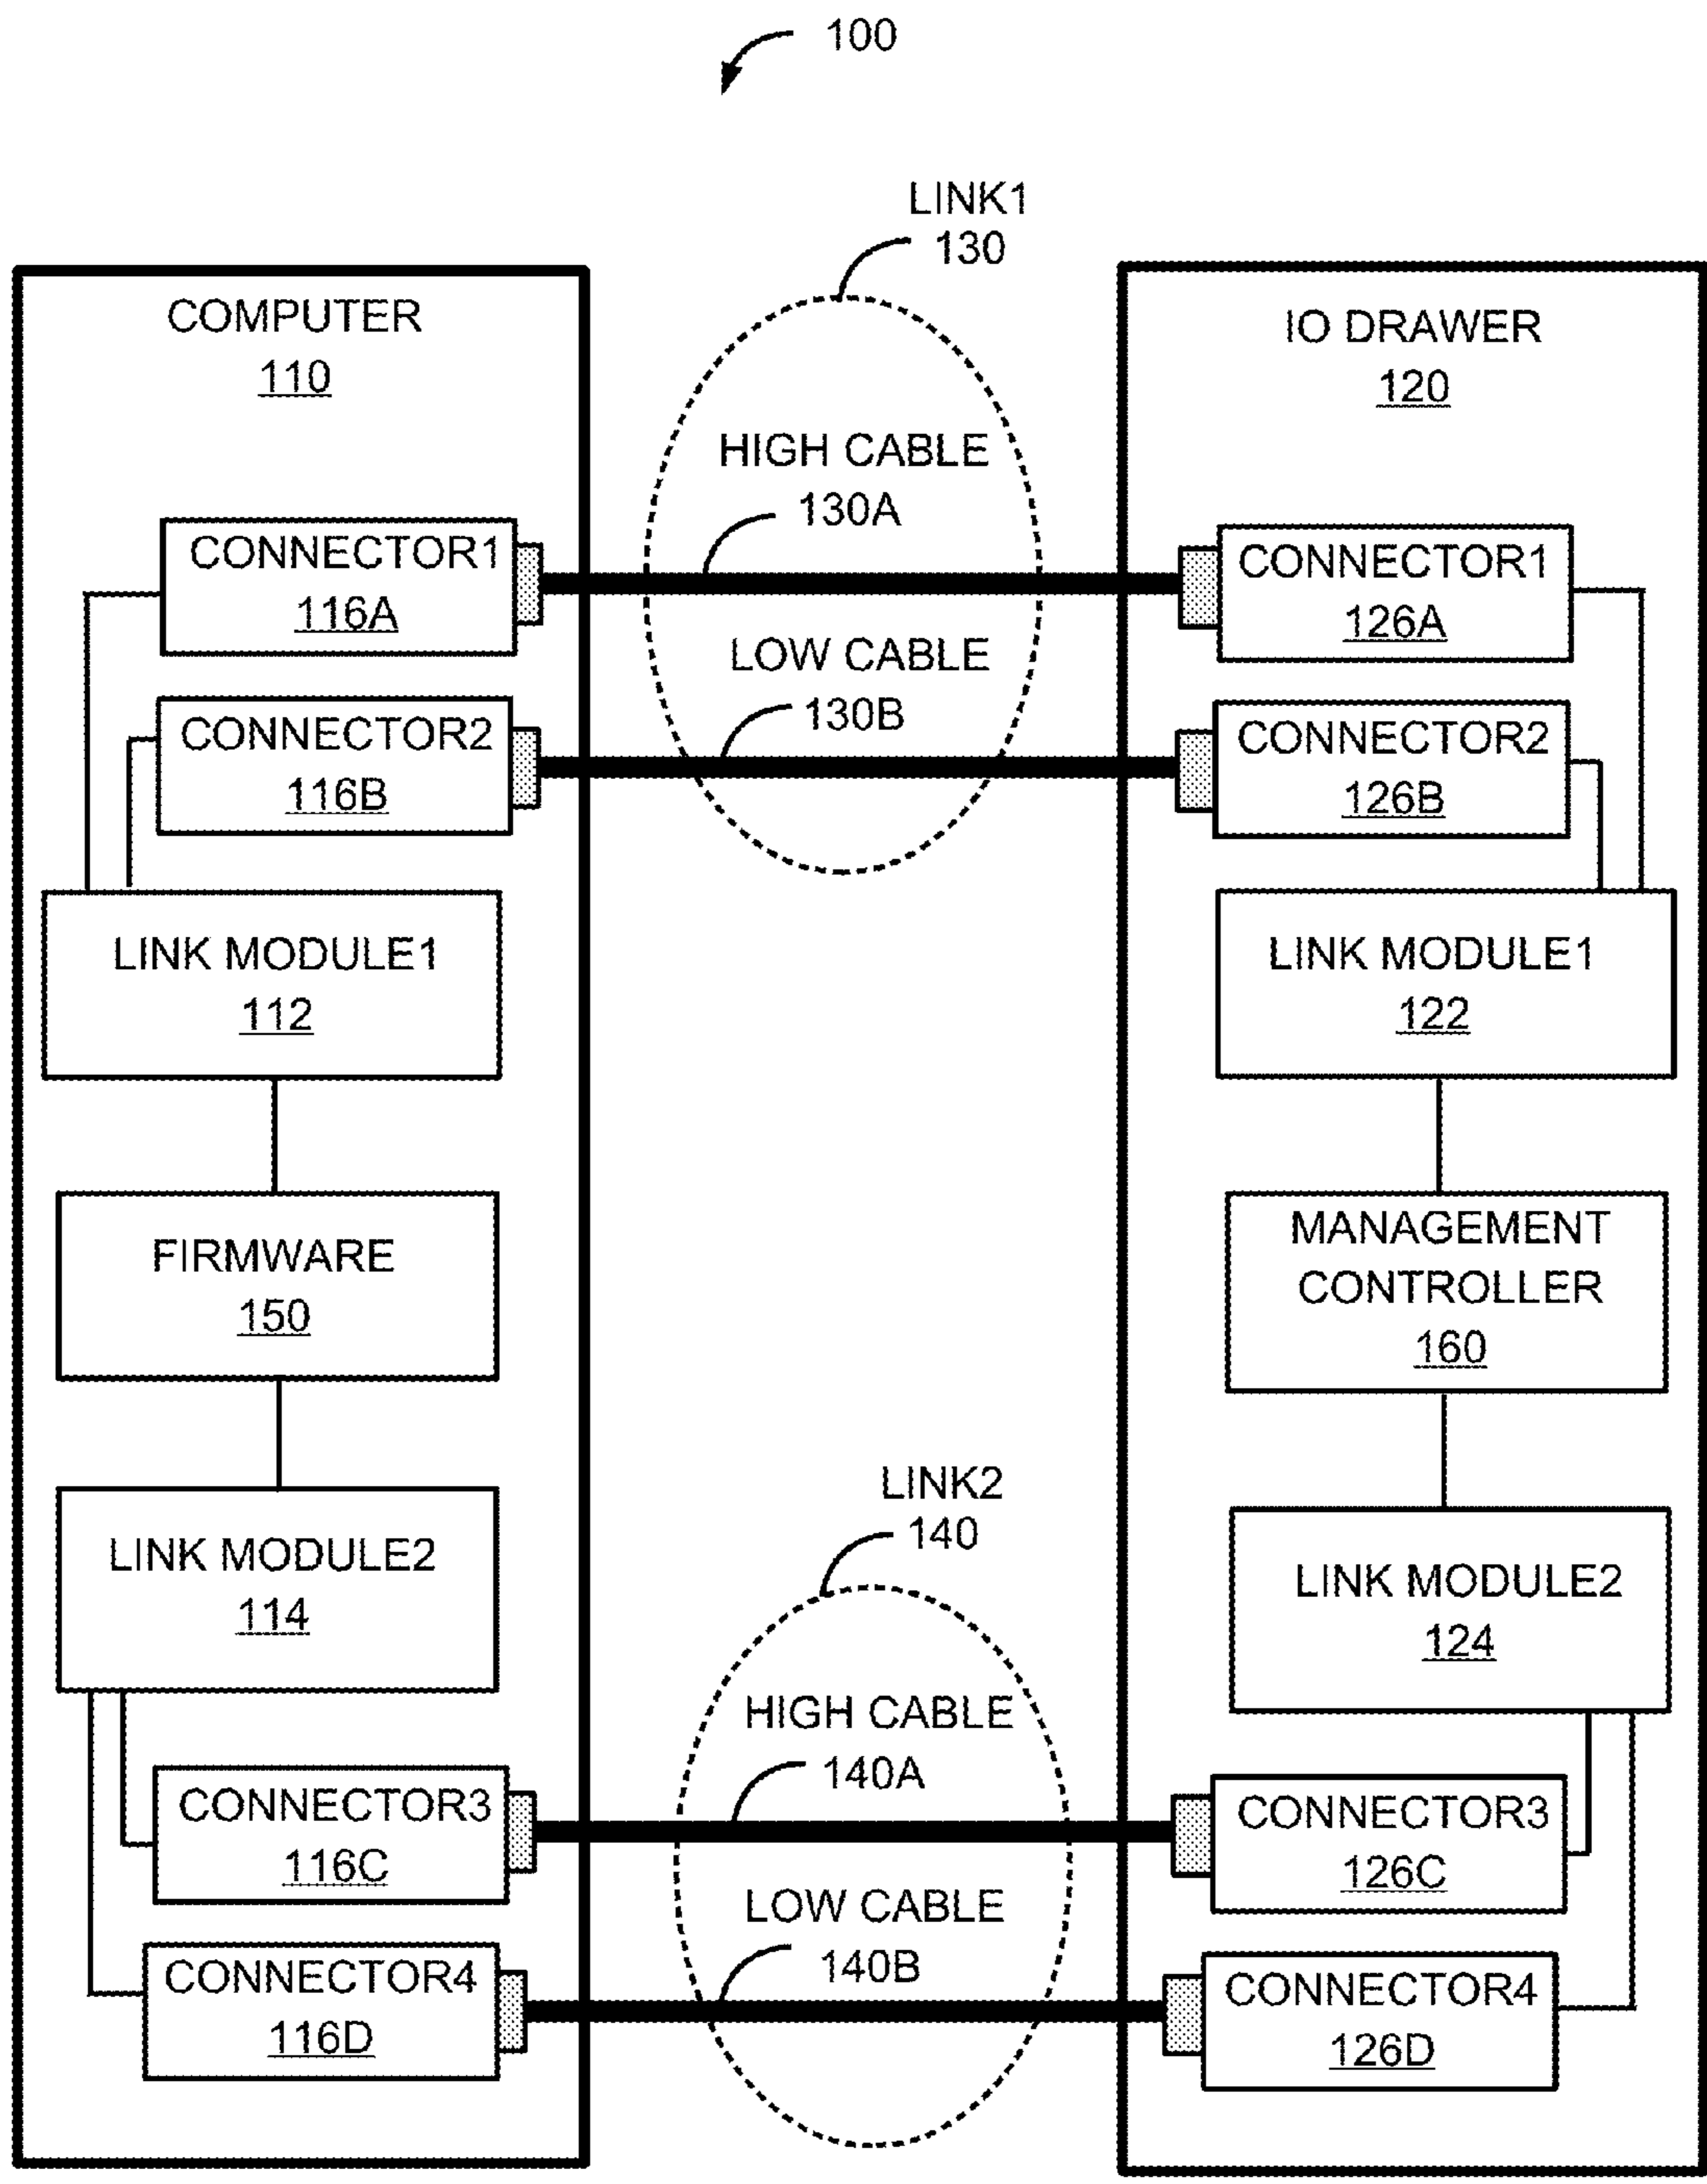 100
LINK1
130
COMPUTER
110
IO DRAWER
120
HIGH CABLE
130A
CONNECTOR1
116A
CONNECTOR1
126A
LOW CABLE
130B
CONNECTOR2
116B
CONNECTOR2
126B
LINK MODULE1
112
LINK MODULE1
122
FIRMWARE
150
MANAGEMENT
CONTROLLER
160
LINK2
140
LINK MODULE2
114
LINK MODULE2
124
HIGH CABLE
140A
CONNECTOR3
116C
CONNECTOR3
126C
LOW CABLE
140B
CONNECTOR4
116D
CONNECTOR4
126D